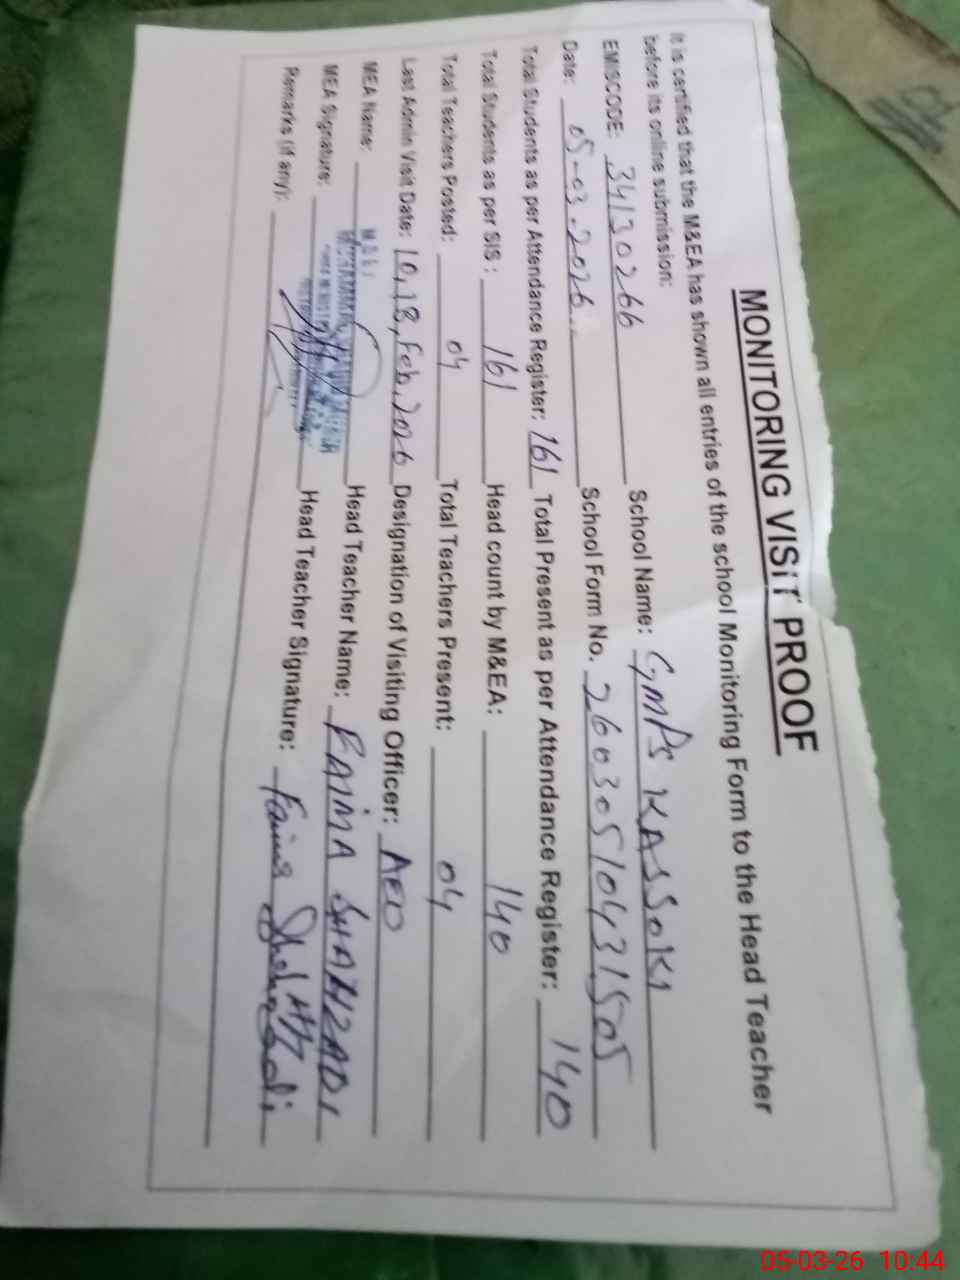 MONITORING VISIT PROOF
It is certified that the M&EA has shown all entries of the school Monitoring Form to the Head Teacher
before its online submission:
EMISCODE: 34130266 School Name: GMPS KASSOKI
Date: 05-03-2026 School Form No. 26030510431505
Total Students as per Attendance Register: 161 Total Present as per Attendance Register: 140
Total Students as per SIS: 161 Head count by M&EA: 140
Total Teachers Posted: 04 Total Teachers Present: 04
Last Admin Visit Date: 10,18,Feb,2026 Designation of Visiting Officer: AEO
MEA Name: Head Teacher Name: FAIMA SHAHZADI
MEA Signature: Head Teacher Signature: Faima Shahzadi
Remarks (if any):
05-03-26 10:44